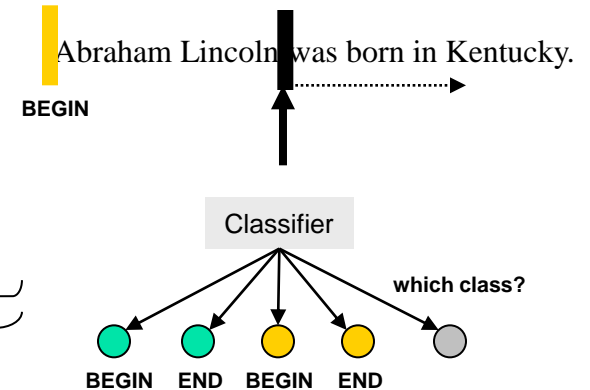 Abraham Lincoln was born in Kentucky.
BEGIN
Classifier
which class?
BEGIN END BEGIN END